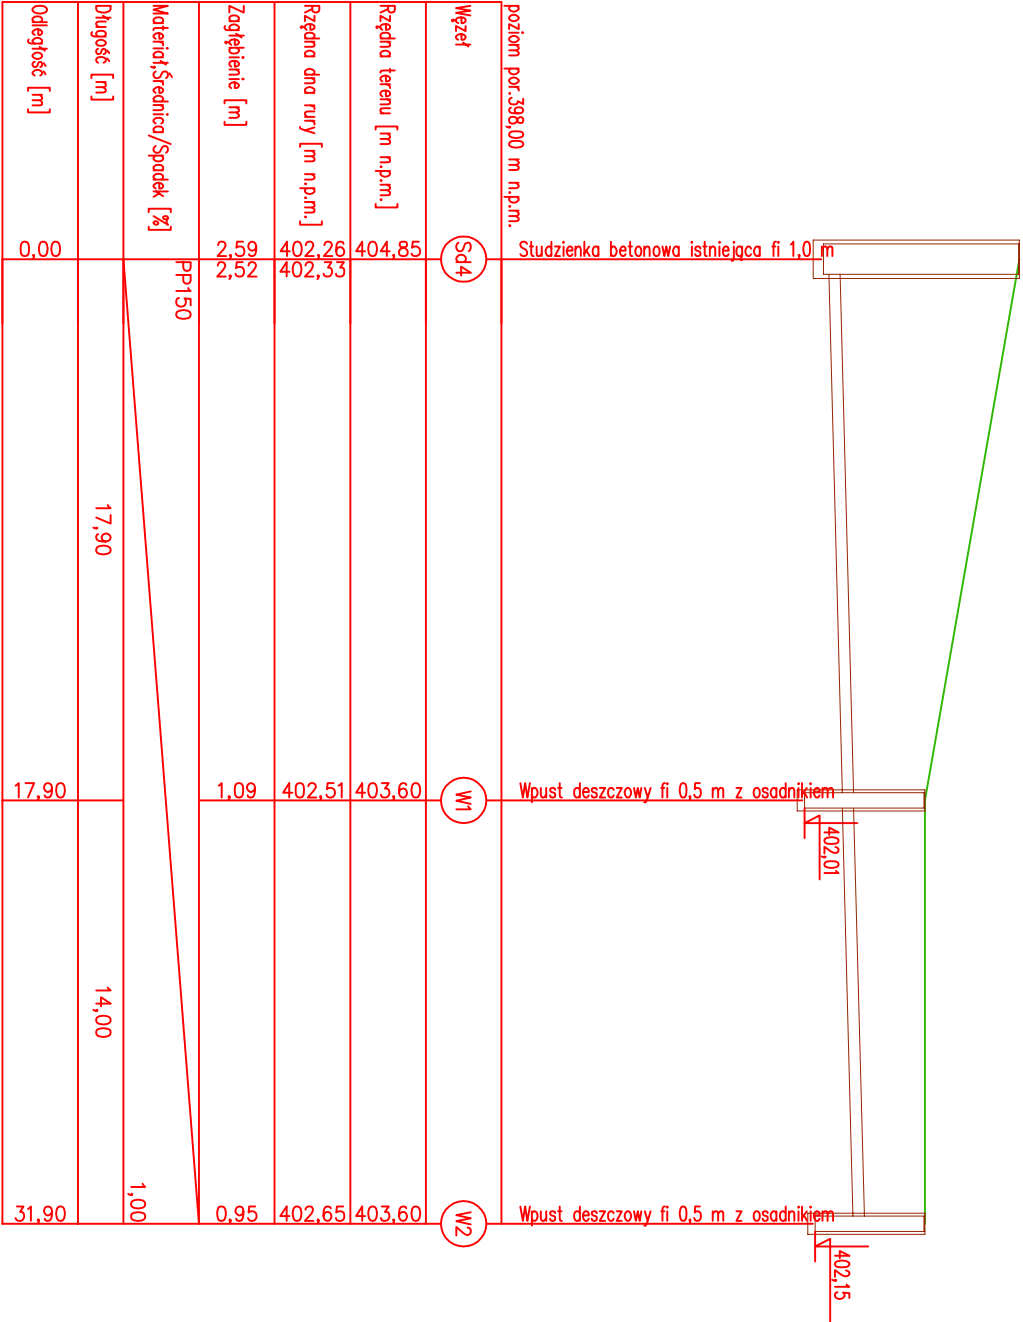 poziom por.398,00 m n.p.m.
Węzeł
Sd4
W1
W2
Rzędna terenu [m n.p.m.]
404,85
403,60
403,60
Rzędna dna rury [m n.p.m.]
402,26
402,33
402,51
402,65
Zagłębienie [m]
2,59
2,52
1,09
0,95
Materiał,Średnica/Spadek [%]
PP150
1,00
Długość [m]
17,90
14,00
Odległość [m]
0,00
17,90
31,90
Studzienka betonowa istniejąca fi 1,0 m
Wpust deszczowy fi 0,5 m z osadnikiem
402,01
Wpust deszczowy fi 0,5 m z osadnikiem
402,15